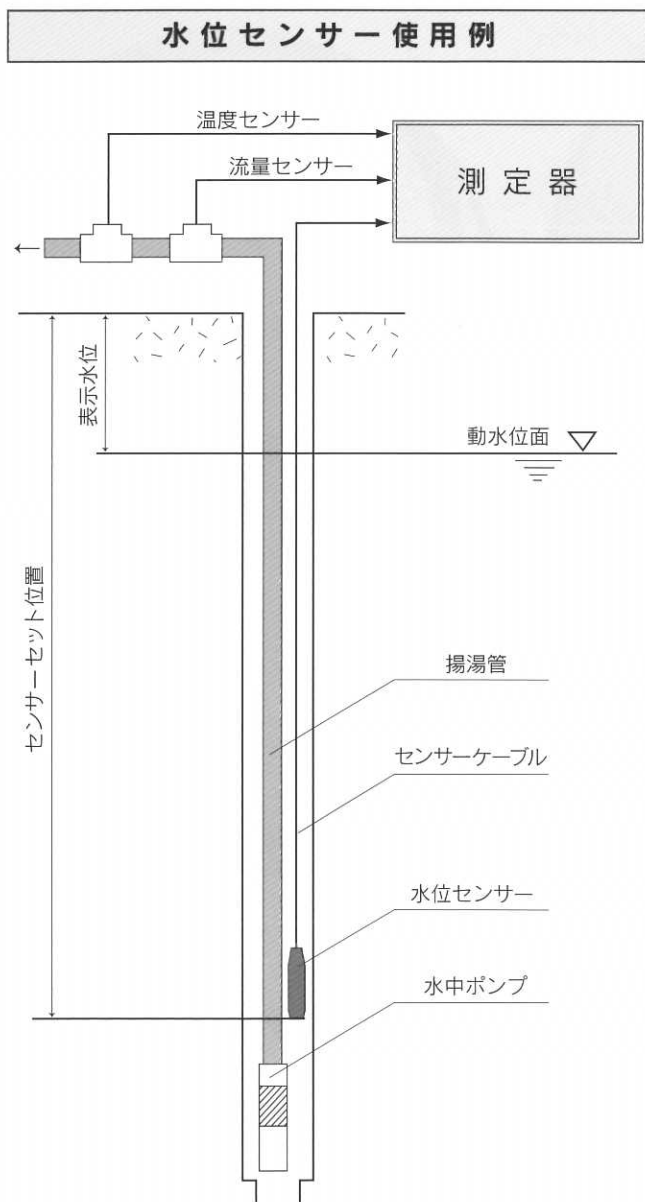 水位センサー使用例
温度センサー
流量センサー
測定器
表示水位
動水位面
センサーセット位置
揚湯管
センサーケーブル
水位センサー
水中ポンプ